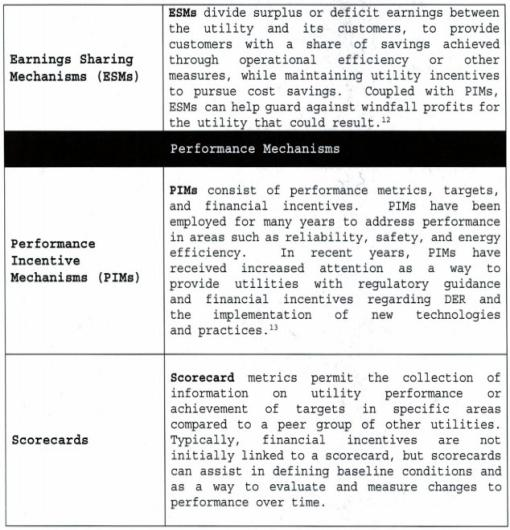 Earnings Sharing
Mechanisms (ESMs)
ESMs divide surplus or deficit earnings between
the utility and its customers, to provide
customers with a share of savings achieved
through operational efficiency or other
measures, while maintaining utility incentives
to pursue cost savings. Coupled with PIMs,
ESMs can help guard against windfall profits for
the utility that could result.¹²
Performance Mechanisms
Performance
Incentive
Mechanisms (PIMs)
PIMs consist of performance metrics, targets,
and financial incentives. PIMs have been
employed for many years to address performance
in areas such as reliability, safety, and energy
efficiency. In recent years, PIMs have
received increased attention as a way to
provide utilities with regulatory guidance
and financial incentives regarding DER and
the implementation of new technologies
and practices.¹³
Scorecards
Scorecard metrics permit the collection of
information on utility performance or
achievement of targets in specific areas
compared to a peer group of other utilities.
Typically, financial incentives are not
initially linked to a scorecard, but scorecards
can assist in defining baseline conditions and
as a way to evaluate and measure changes to
performance over time.